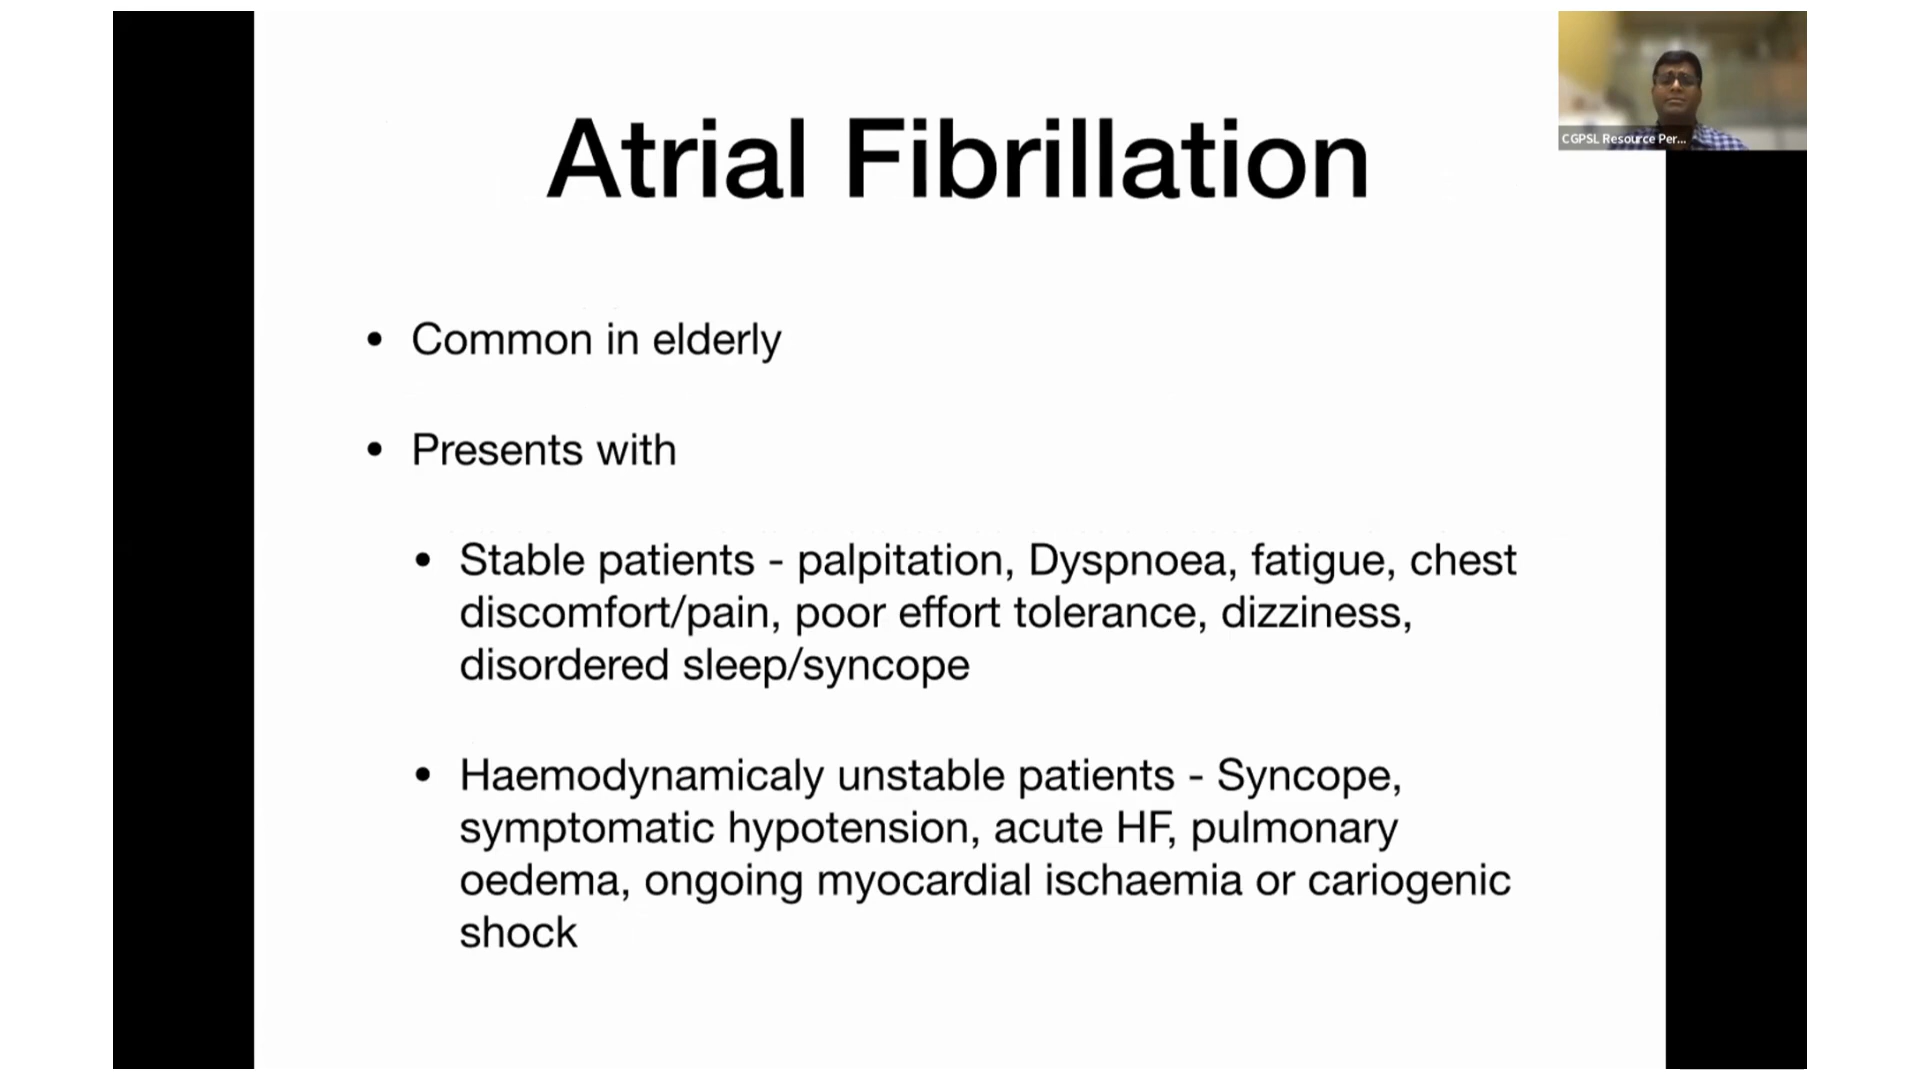 Atrial Fibrillation
CGPSL Resource Per...
• Common in elderly
• Presents with
• Stable patients - palpitation, Dyspnoea, fatigue, chest
discomfort/pain, poor effort tolerance, dizziness,
disordered sleep/syncope
• Haemodynamicaly unstable patients - Syncope,
symptomatic hypotension, acute HF, pulmonary
oedema, ongoing myocardial ischaemia or cariogenic
shock